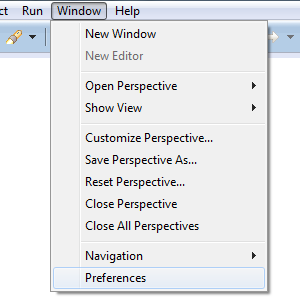 ct Run Window Help
New Window
New Editor
Open Perspective
Show View
Customize Perspective...
Save Perspective As...
Reset Perspective...
Close Perspective
Close All Perspectives
Navigation
Preferences